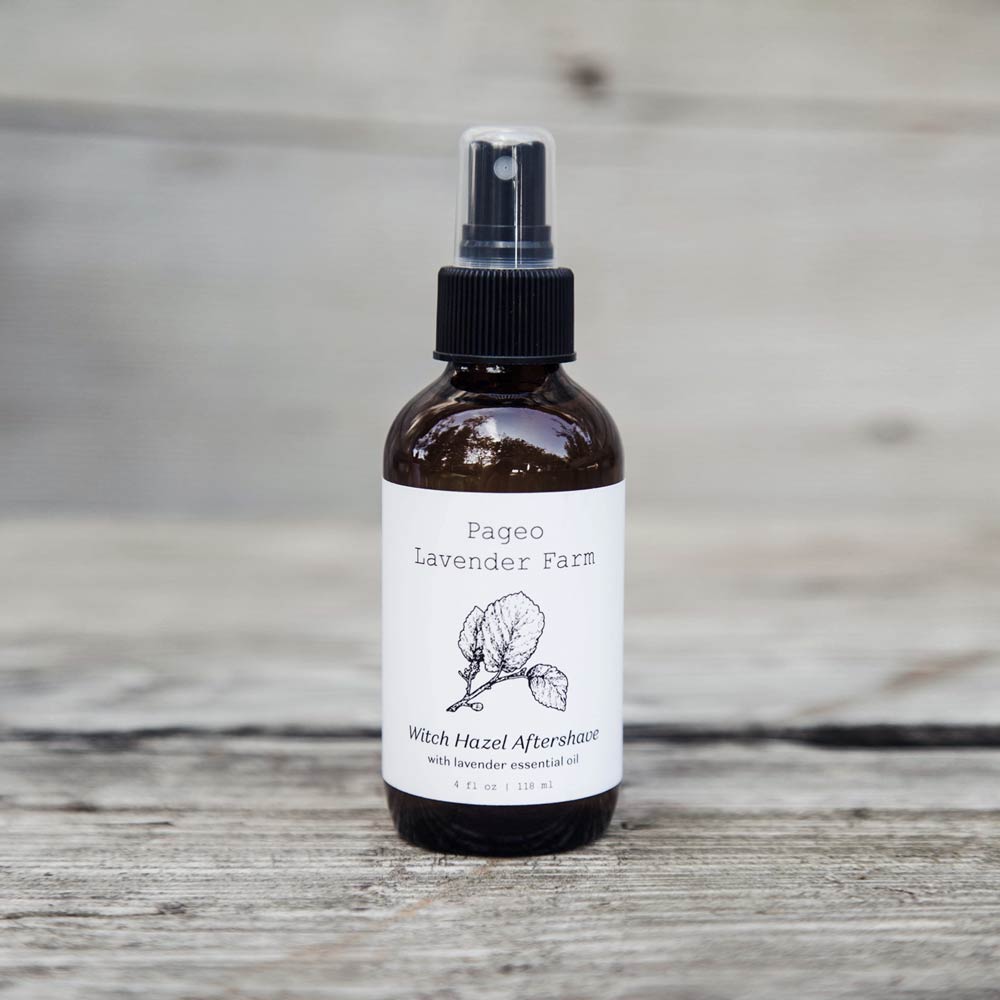 Pageo
Lavender Farm
Witch Hazel Aftershave
with lavender essential oil
4 fl oz | 118 ml